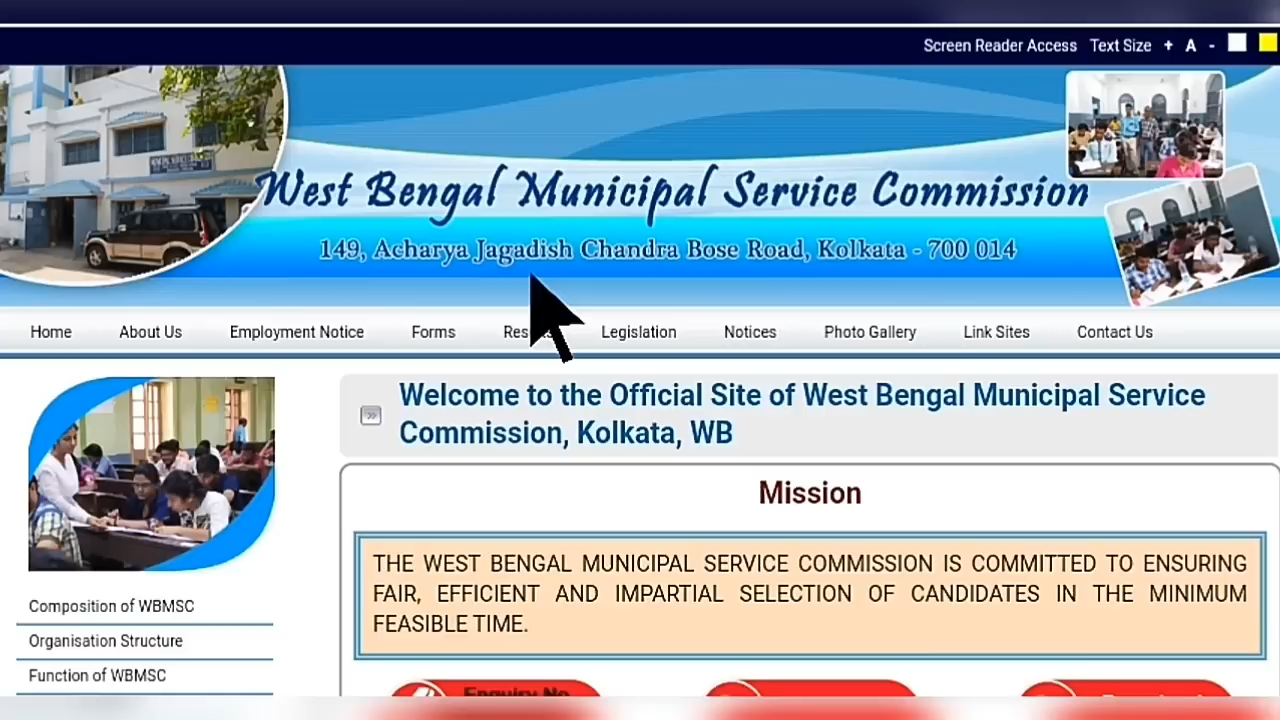 Screen Reader Access Text Size + A -
West Bengal Municipal Service Commission
149, Acharya Jagadish Chandra Bose Road, Kolkata - 700 014
Home About Us Employment Notice Forms Legislation Notices Photo Gallery Link Sites Contact Us
Welcome to the Official Site of West Bengal Municipal Service
Commission, Kolkata, WB
Mission
THE WEST BENGAL MUNICIPAL SERVICE COMMISSION IS COMMITTED TO ENSURING
FAIR, EFFICIENT AND IMPARTIAL SELECTION OF CANDIDATES IN THE MINIMUM
FEASIBLE TIME.
Composition of WBMSC
Organisation Structure
Function of WBMSC
Enquiry No